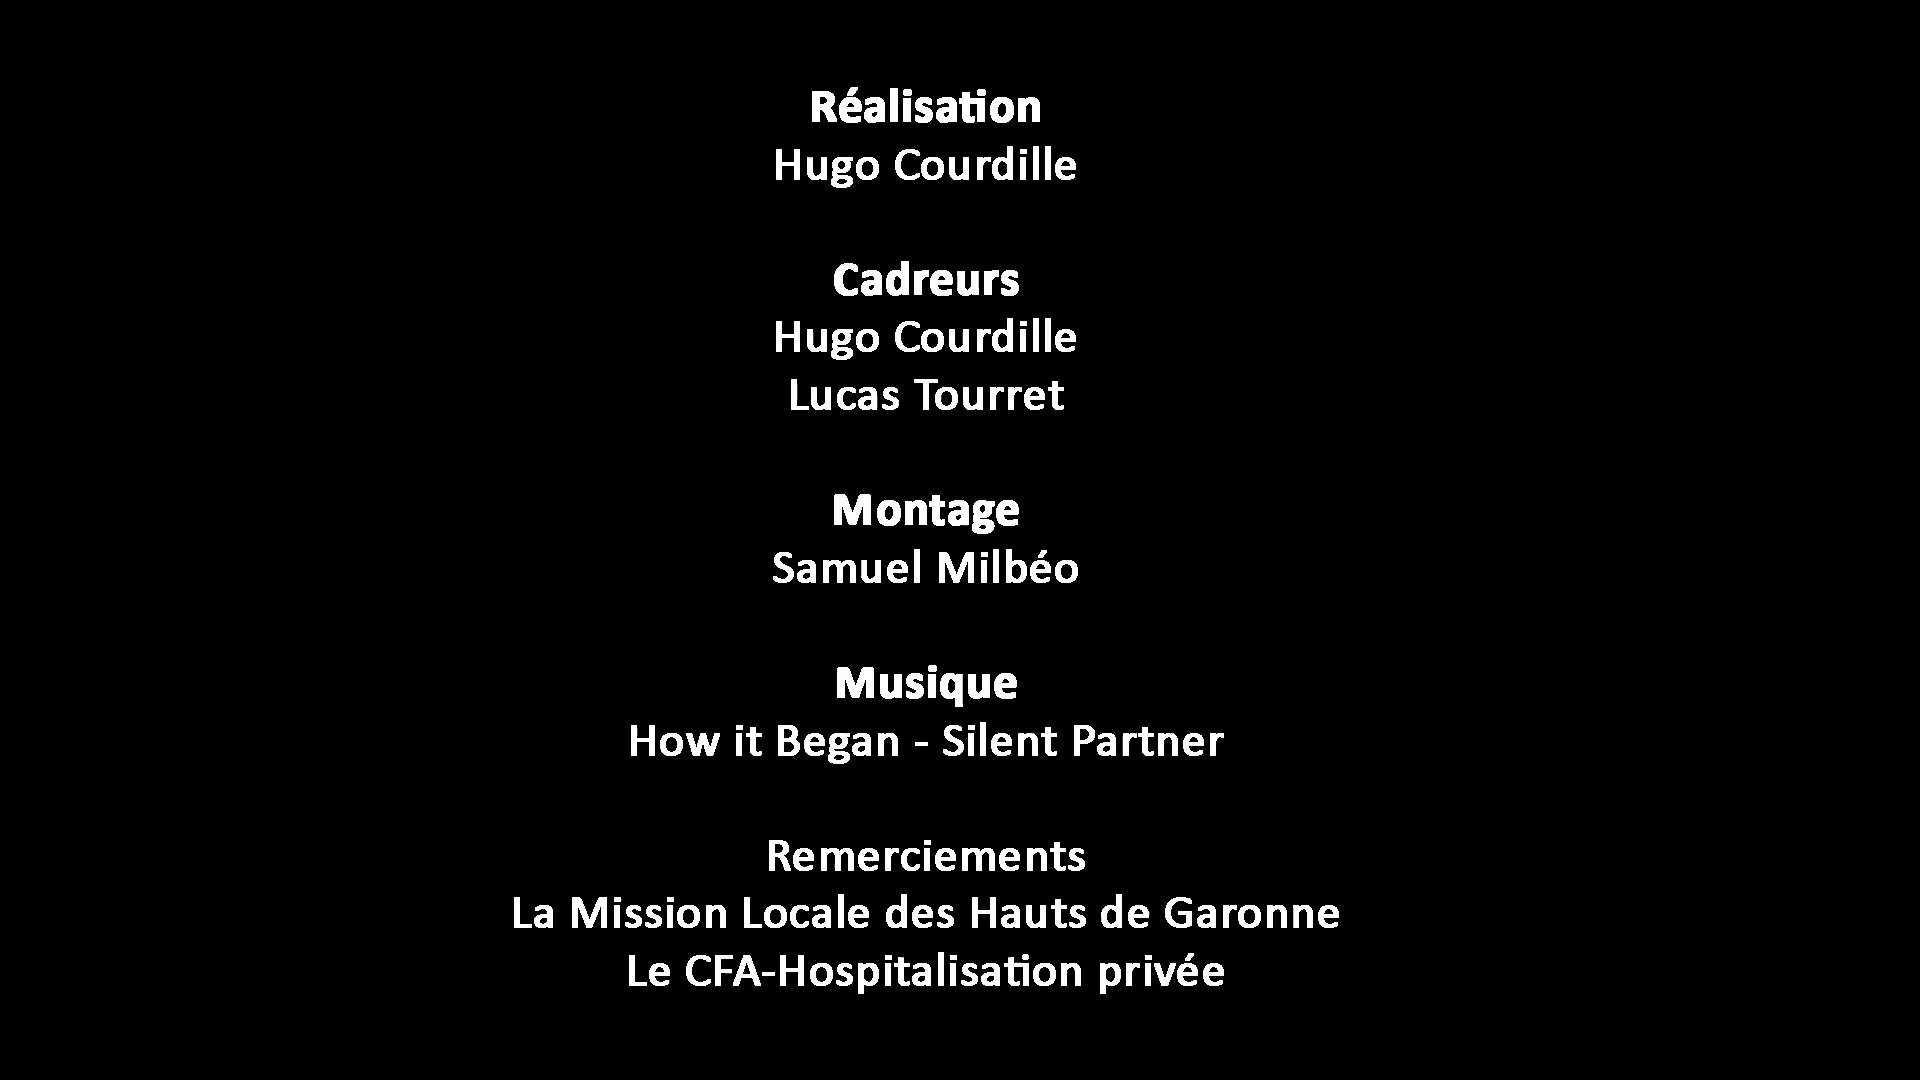 Réalisation
Hugo Courdille
Cadreurs
Hugo Courdille
Lucas Tourret
Montage
Samuel Milbéo
Musique
How it Began - Silent Partner
Remerciements
La Mission Locale des Hauts de Garonne
Le CFA-Hospitalisation privée